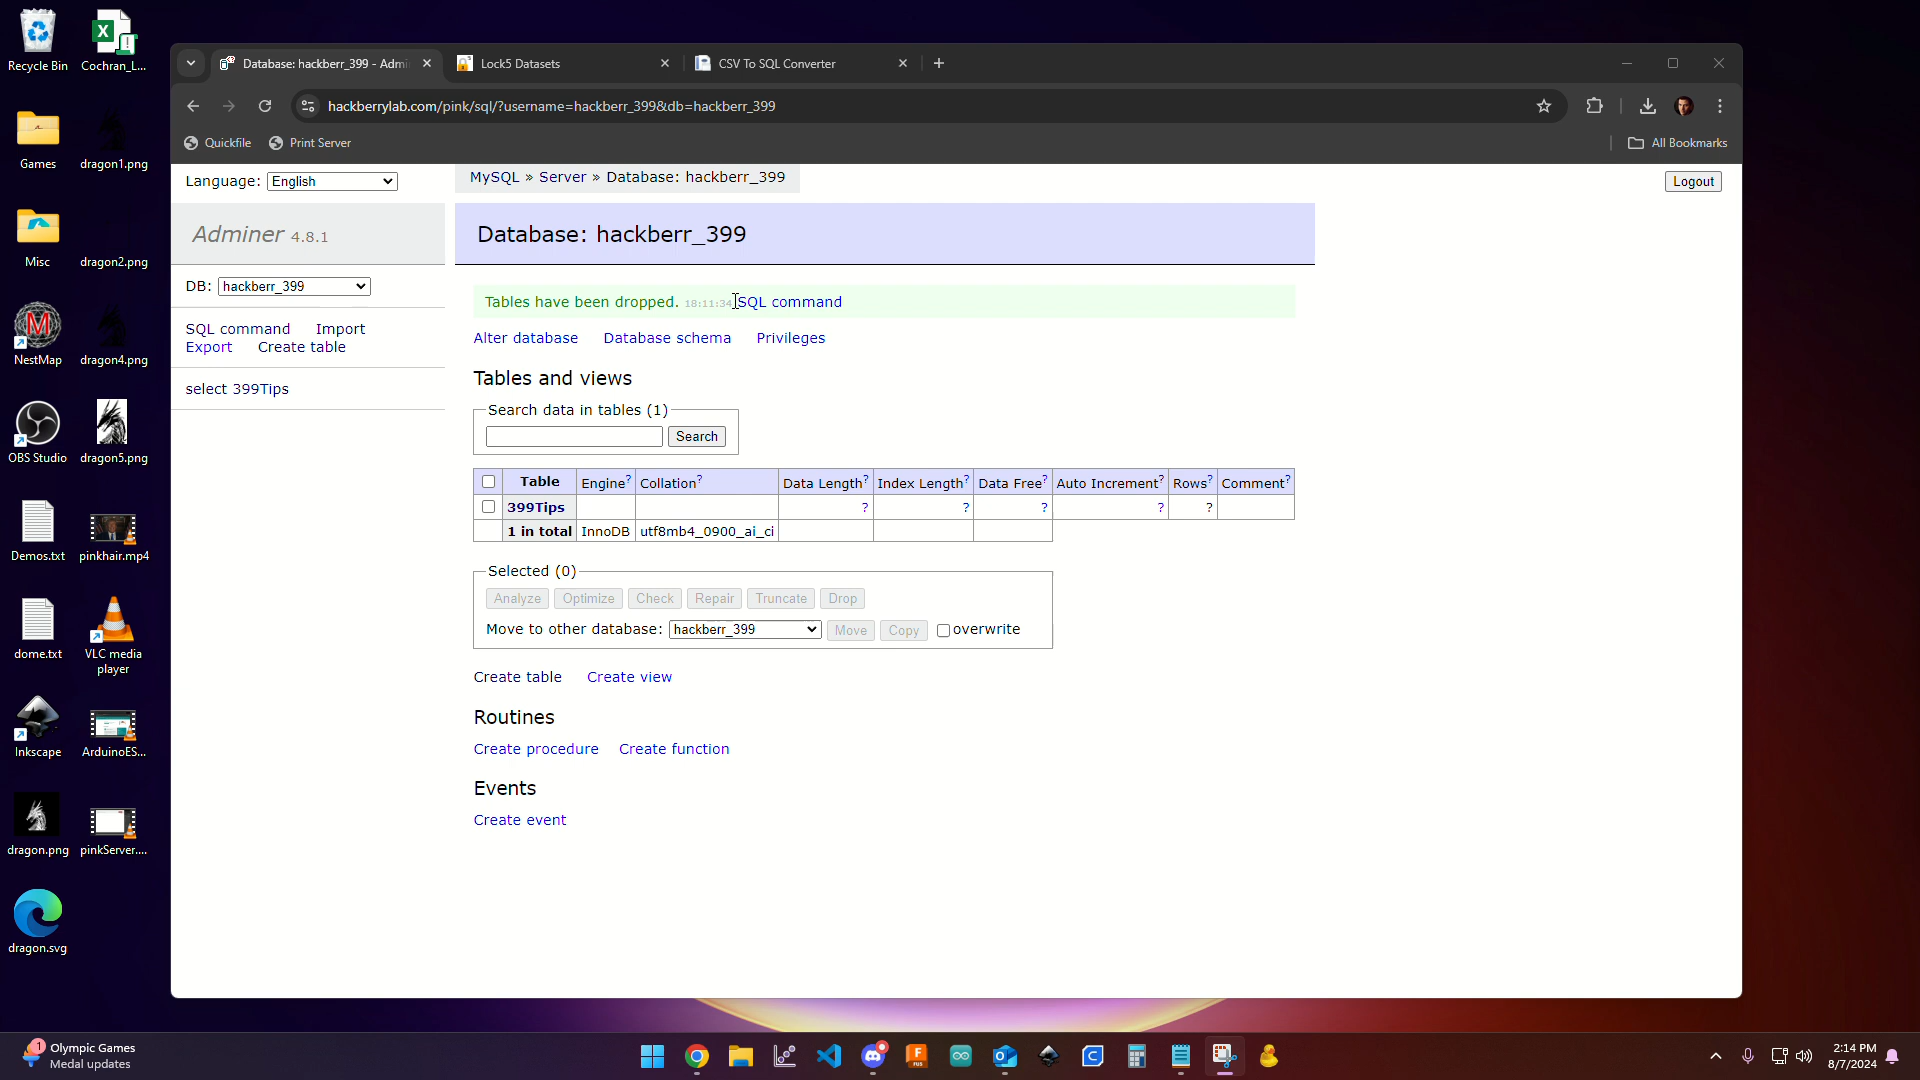 Recycle Bin
Cochran_L...
Games
dragon1.png
Misc
dragon2.png
NestMap
dragon4.png
OBS Studio
dragon5.png
Demos.txt
pinkhair.mp4
dome.txt
VLC media player
Inkscape
ArduinoES...
dragon.png
pinkServer....
dragon.svg
Database: hackberr_399 - Admi
Lock5 Datasets
CSV To SQL Converter
hackberrylab.com/pink/sql/?username=hackberr_399&db=hackberr_399
Quickfile
Print Server
All Bookmarks
Language: English
MySQL » Server » Database: hackberr_399
Logout
Adminer 4.8.1
Database: hackberr_399
DB: hackberr_399
SQL command Import
Export Create table
select 399Tips
Tables have been dropped. 18:11:34 SQL command
Alter database Database schema Privileges
Tables and views
Search data in tables (1)
Search
Table Engine? Collation? Data Length? Index Length? Data Free? Auto Increment? Rows? Comment?
399Tips ? ? ? ? ?
1 in total InnoDB utf8mb4_0900_ai_ci
Selected (0)
Analyze Optimize Check Repair Truncate Drop
Move to other database: hackberr_399 Move Copy overwrite
Create table Create view
Routines
Create procedure Create function
Events
Create event
1
Olympic Games
Medal updates
2:14 PM
8/7/2024